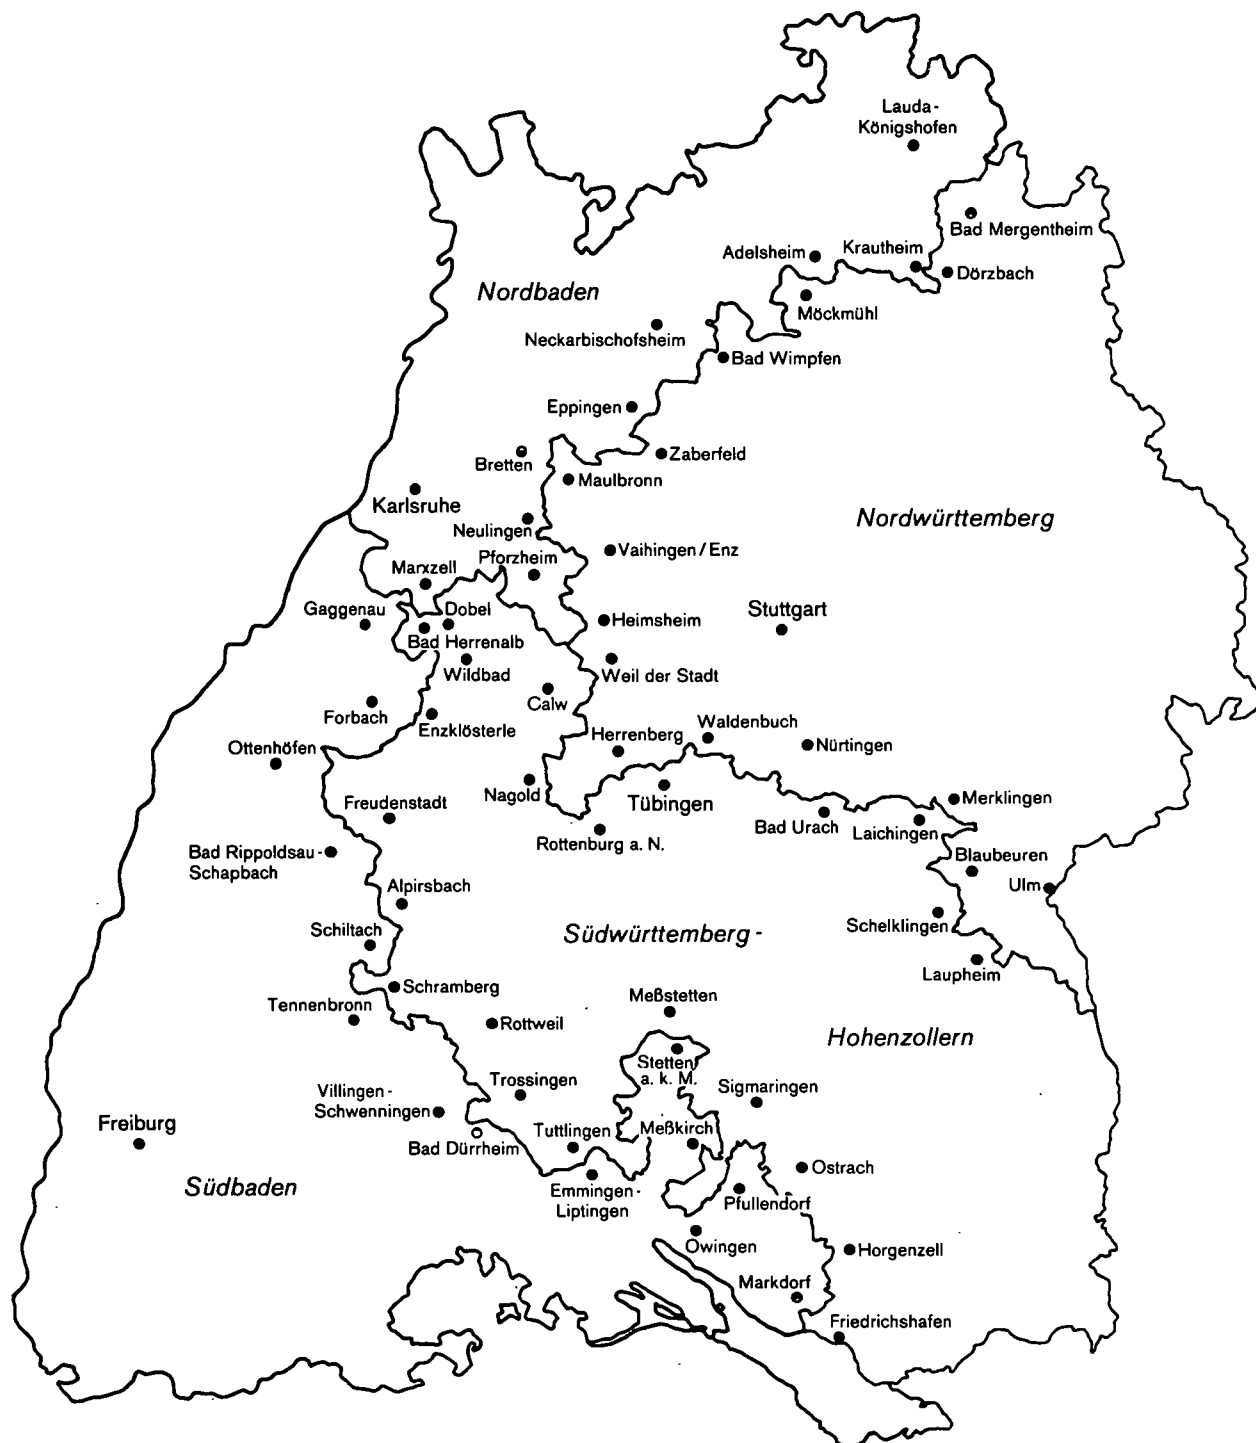 Lauda-
Königshofen
Bad Mergentheim
Adelsheim
Krautheim
Dörzbach
Nordbaden
Möckmühl
Neckarbischofsheim
Bad Wimpfen
Eppingen
Bretten
Zaberfeld
Maulbronn
Karlsruhe
Neulingen
Nordwürttemberg
Pforzheim
Vaihingen/Enz
Marxzell
Gaggenau
Dobel
Stuttgart
Heimsheim
Bad Herrenalb
Wildbad
Weil der Stadt
Calw
Forbach
Enzklösterle
Waldenbuch
Herrenberg
Nürtingen
Ottenhöfen
Nagold
Tübingen
Merklingen
Freudenstadt
Bad Urach
Laichingen
Rottenburg a. N.
Bad Rippoldsau-
Schapbach
Blaubeuren
Ulm
Alpirsbach
Schiltach
Südwürttemberg-
Schelklingen
Laupheim
Schramberg
Meßstetten
Tennenbronn
Rottweil
Hohenzollern
Stetten
a. k. M.
Trossingen
Sigmaringen
Villingen-
Schwenningen
Freiburg
Tuttlingen
Meßkirch
Bad Dürrheim
Ostrach
Südbaden
Emmingen-
Liptingen
Pfullendorf
Owingen
Horgenzell
Markdorf
Friedrichshafen